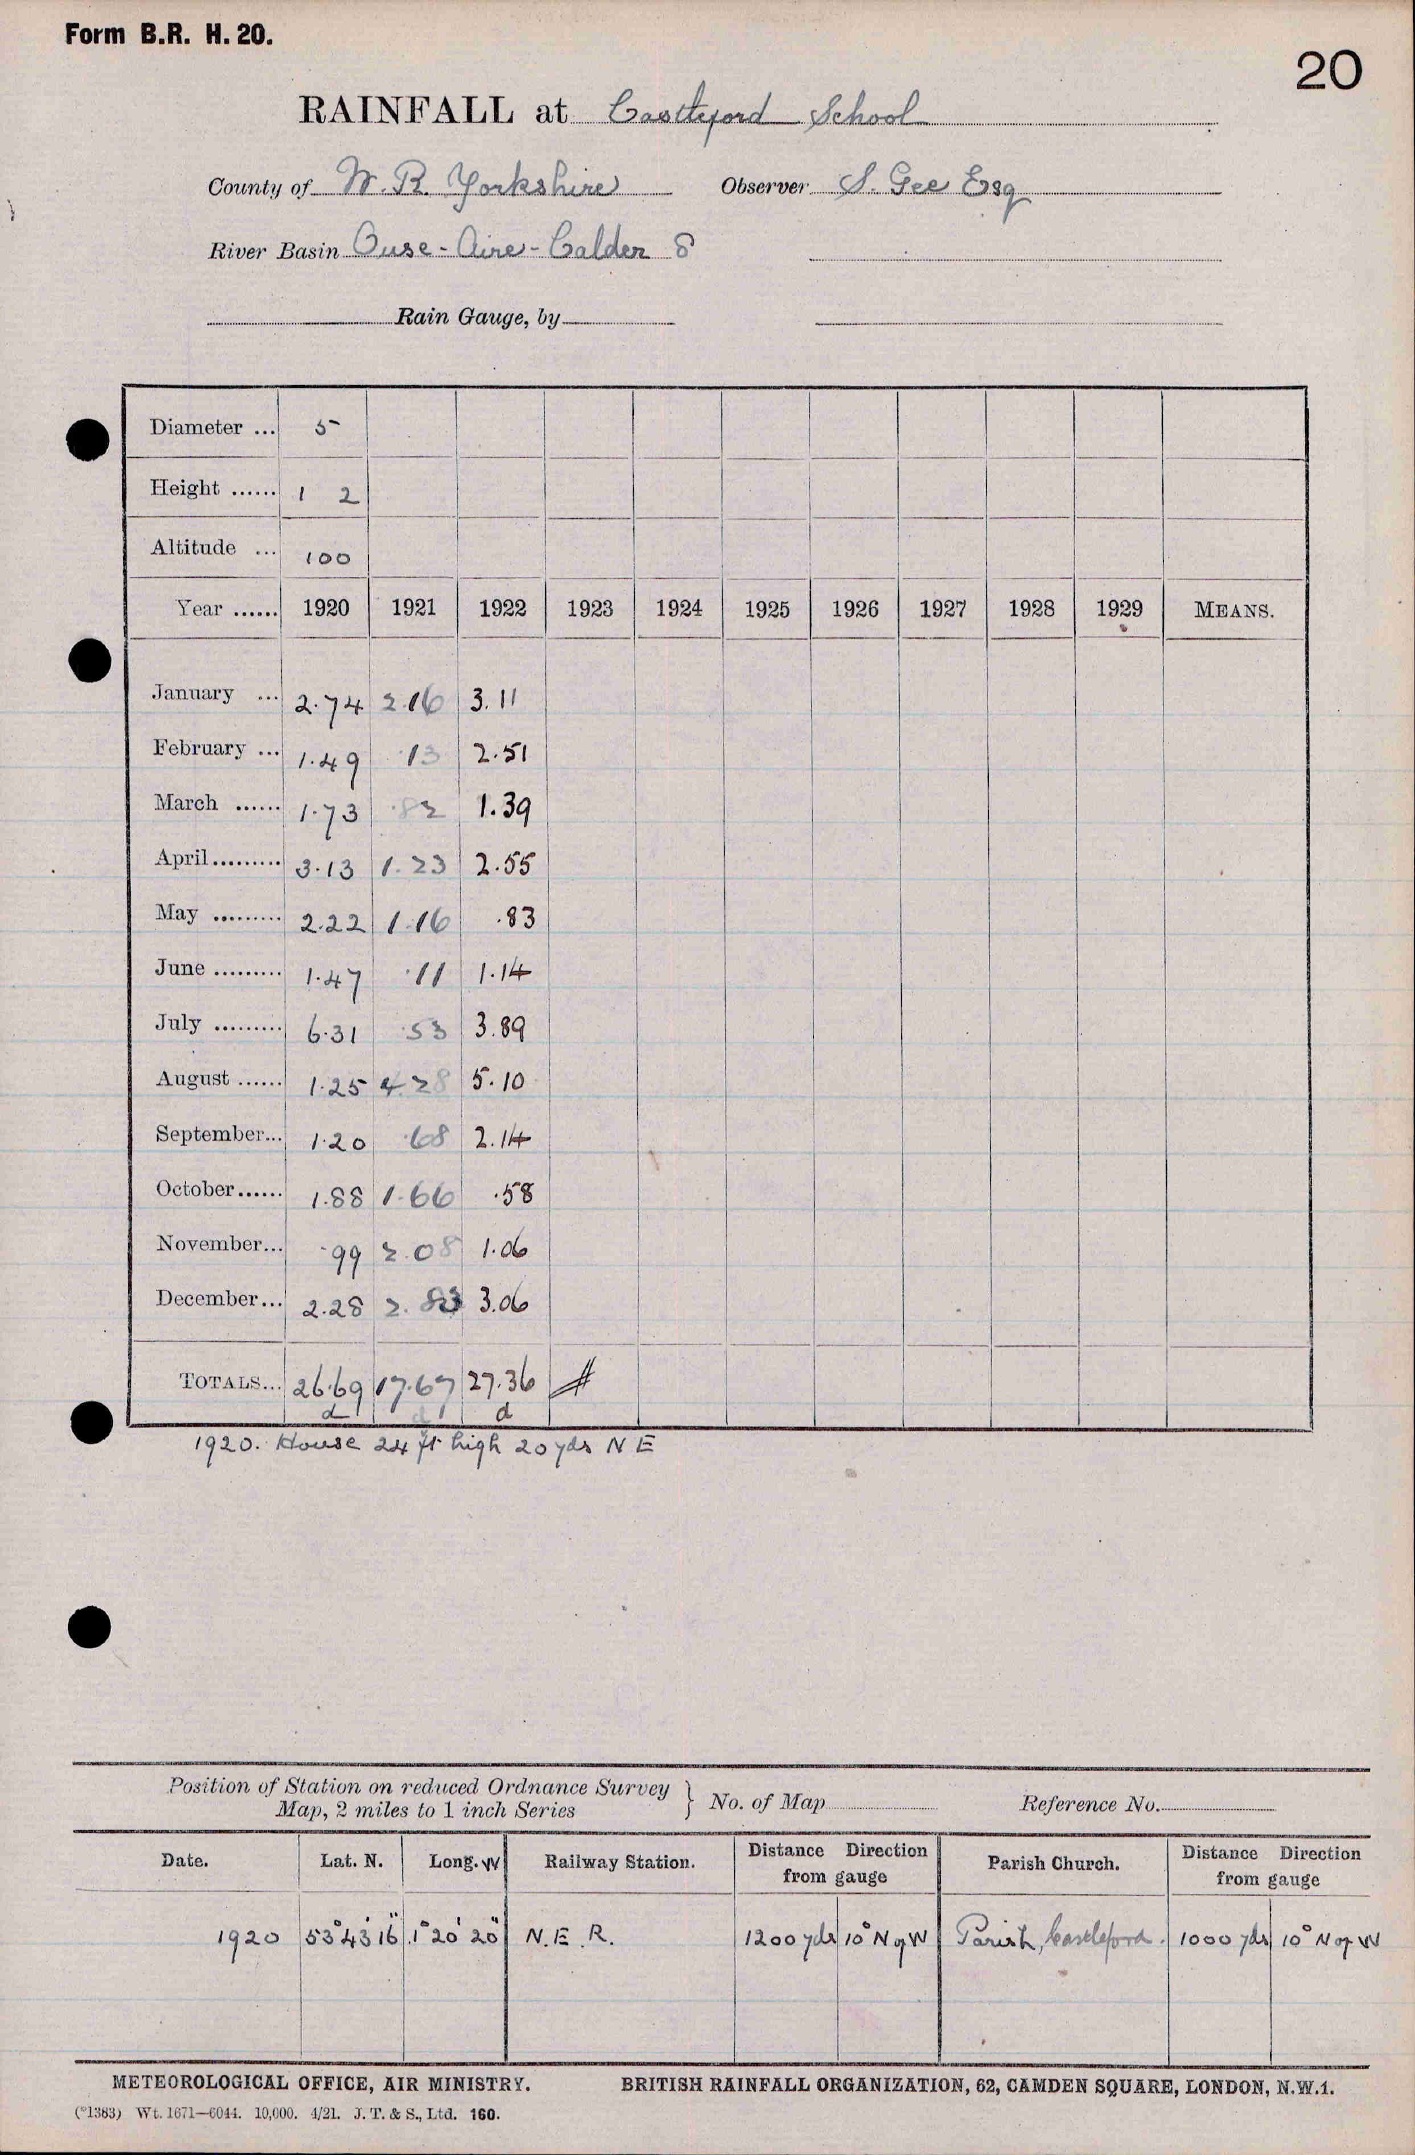 Form B.R. H. 20.
20
RAINFALL at Castleford School
County of W. R. Yorkshire Observer S. Gee Esq
River Basin Ouse - Aire - Calder 8
Rain Gauge, by
Diameter ... 5
Height ...... 1 2
Altitude ... 100
Year ...... 1920 1921 1922 1923 1924 1925 1926 1927 1928 1929 MEANS.
January ... 2.74 2.16 3.11
February ... 1.49 .13 2.51
March ...... 1.73 .82 1.39
April ......... 3.13 1.23 2.55
May ......... 2.22 1.16 .83
June ......... 1.47 .11 1.14
July ......... 6.31 .53 3.89
August ...... 1.25 4.28 5.10
September... 1.20 .68 2.14
October...... 1.88 1.66 .58
November... .99 2.08 1.06
December... 2.28 2.83 3.06
TOTALS... 26.69 17.67 27.36
d d d
1920. House 24 ft high 20 yds N E
Position of Station on reduced Ordnance Survey
Map, 2 miles to 1 inch Series } No. of Map Reference No.
Date. Lat. N. Long. W Railway Station. Distance Direction from gauge Parish Church. Distance Direction from gauge
1920 53° 43' 16" 1° 20' 20" N. E. R. 1200 yds 10° N of W Parish, Castleford. 1000 yds 10° N of W
METEOROLOGICAL OFFICE, AIR MINISTRY. BRITISH RAINFALL ORGANIZATION, 62, CAMDEN SQUARE, LONDON, N.W.1.
(*1383) Wt. 1671—6044. 10,000. 4/21. J. T. & S., Ltd. 160.